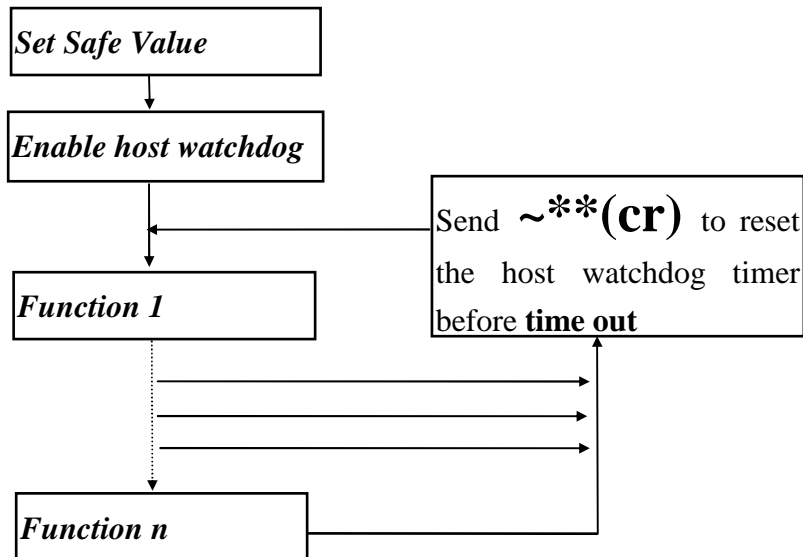 Set Safe Value
Enable host watchdog
Send ~**(cr) to reset
the host watchdog timer
before time out
Function 1
Function n